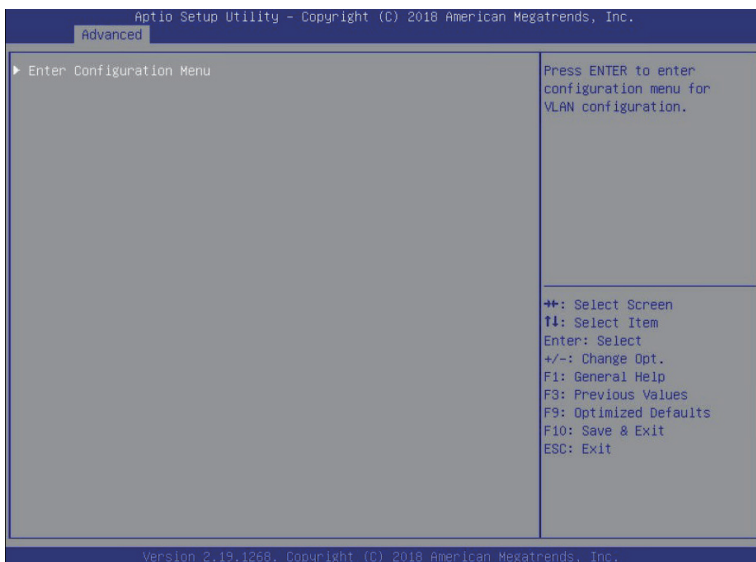 Aptio Setup Utility – Copyright (C) 2018 American Megatrends, Inc.
Advanced
▶ Enter Configuration Menu
Press ENTER to enter
configuration menu for
VLAN configuration.
→←: Select Screen
↑↓: Select Item
Enter: Select
+/-: Change Opt.
F1: General Help
F3: Previous Values
F9: Optimized Defaults
F10: Save & Exit
ESC: Exit
Version 2.19.1268. Copyright (C) 2018 American Megatrends, Inc.